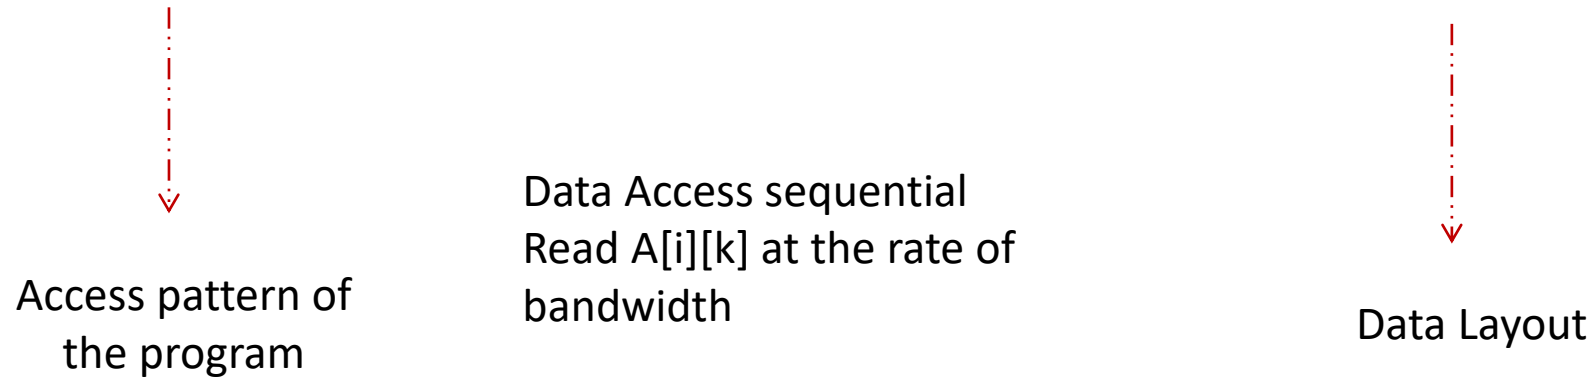 Access pattern of
the program
Data Access sequential
Read A[i][k] at the rate of
bandwidth
Data Layout